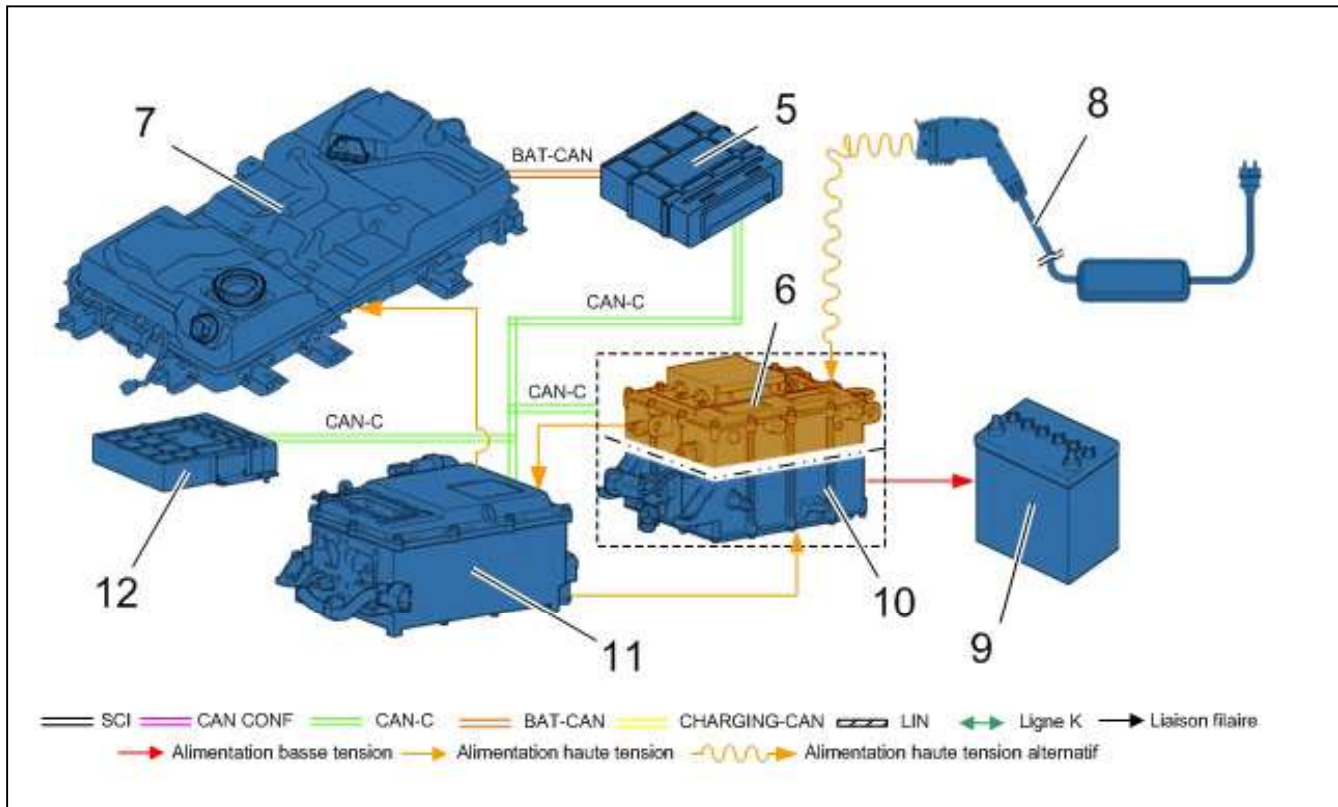 7
5
8
BAT-CAN
6
CAN-C
CAN-C
CAN-C
12
11
10
9
SCI CAN CONF CAN-C BAT-CAN CHARGING-CAN LIN Ligne K Liaison filaire
Alimentation basse tension Alimentation haute tension Alimentation haute tension alternatif